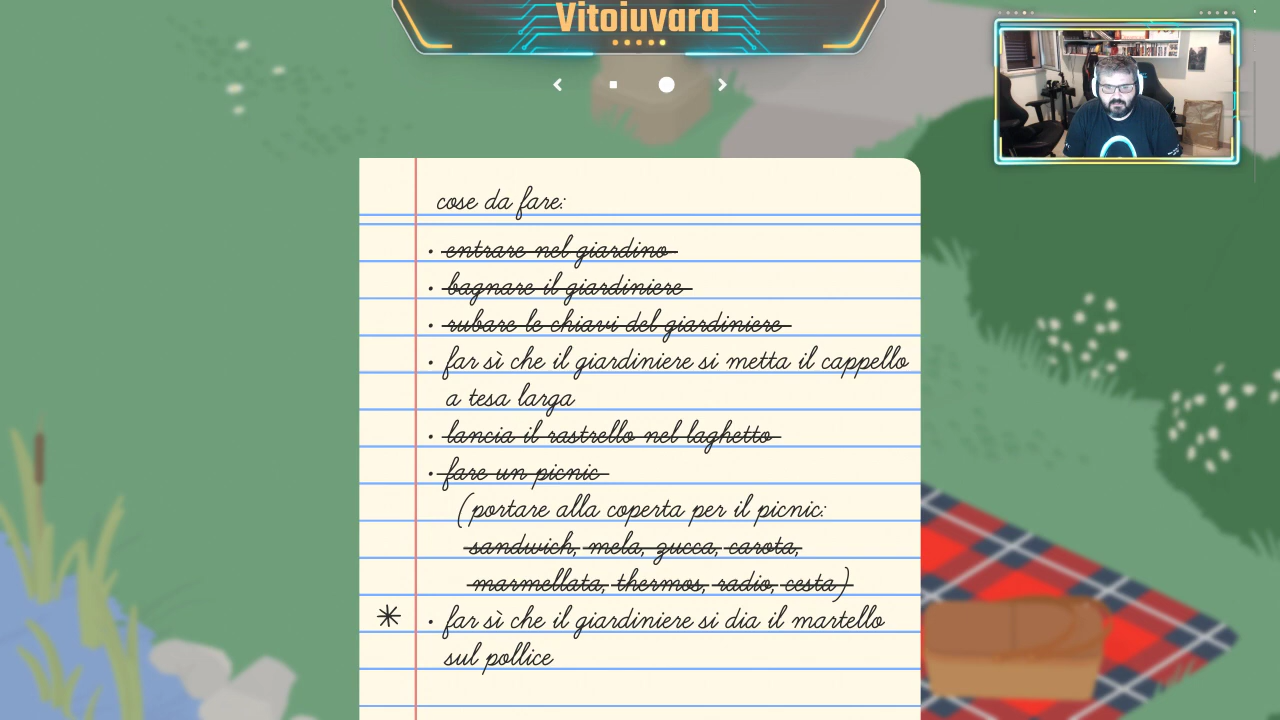 Vitoiuvara
cose da fare:
• entrare nel giardino
• bagnare il giardiniere
• rubare le chiavi del giardiniere
• far sì che il giardiniere si metta il cappello
a tesa larga
• lancia il rastrello nel laghetto
• fare un picnic
(portare alla coperta per il picnic:
sandwich, mela, zucca, carota,
marmellata, thermos, radio, cesta)
• far sì che il giardiniere si dia il martello
sul pollice